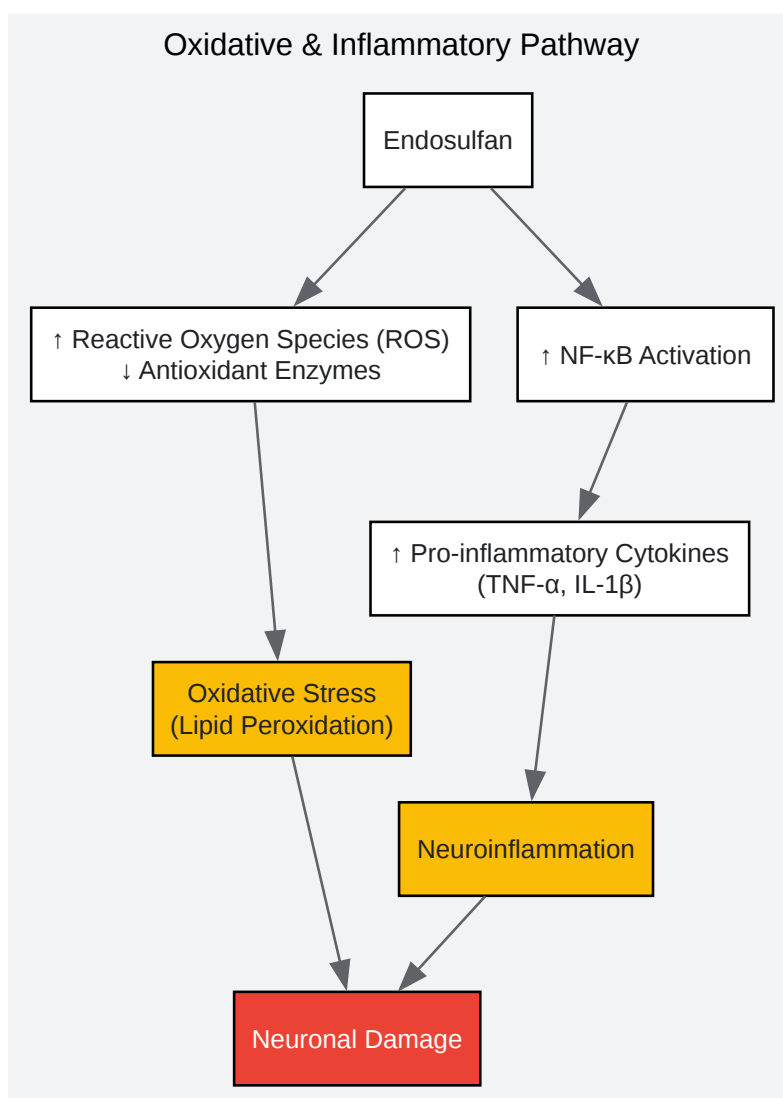 Oxidative & Inflammatory Pathway
Endosulfan
↑ Reactive Oxygen Species (ROS)
↓ Antioxidant Enzymes
↑ NF-κB Activation
↑ Pro-inflammatory Cytokines
(TNF-α, IL-1β)
Oxidative Stress
(Lipid Peroxidation)
Neuroinflammation
Neuronal Damage